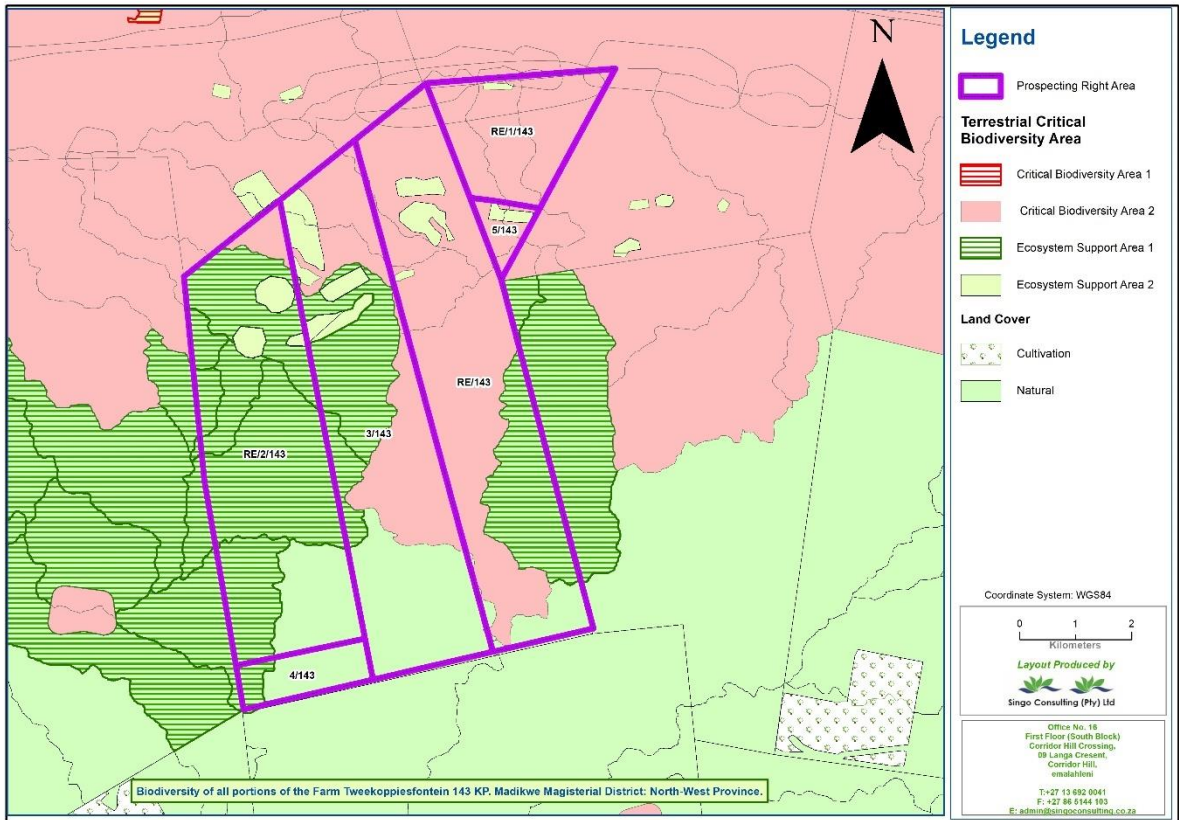 N
RE/1/143
5/143
RE/143
3/143
RE/2/143
4/143
Biodiversity of all portions of the Farm Tweekoppiesfontein 143 KP. Madikwe Magisterial District: North-West Province.
Legend
Prospecting Right Area
Terrestrial Critical
Biodiversity Area
Critical Biodiversity Area 1
Critical Biodiversity Area 2
Ecosystem Support Area 1
Ecosystem Support Area 2
Land Cover
Cultivation
Natural
Coordinate System: WGS84
0 1 2
Kilometers
Layout Produced by
Singo Consulting (Pty) Ltd
Office No. 16
First Floor (South Block)
Corridor Hill Crossing,
09 Langa Cresent,
Corridor Hill,
emalahleni
T:+27 13 692 0041
F: +27 86 5144 103
E: admin@singoconsulting.co.za